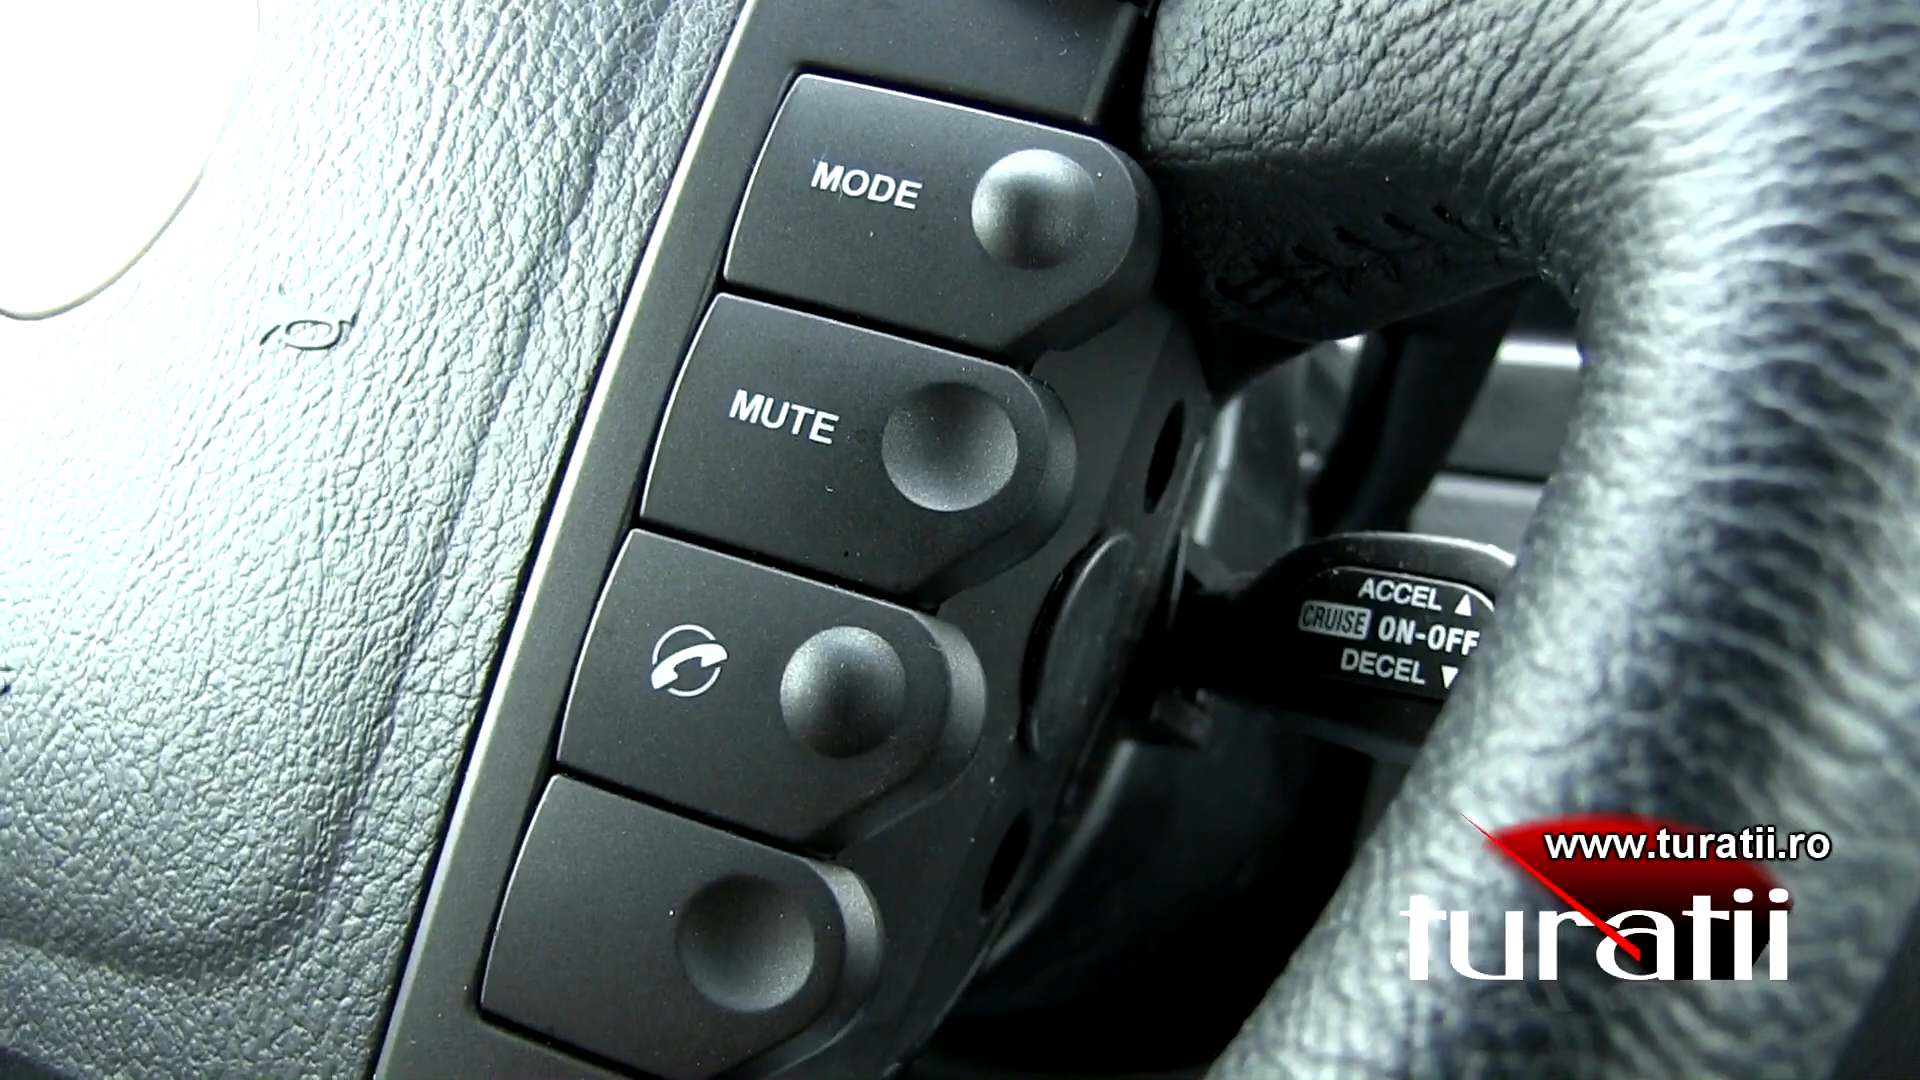 MODE
MUTE
ACCEL ▲
CRUISE ON-OFF
DECEL ▼
www.turatii.ro
turatii